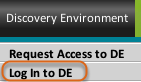 Discovery Environment
Request Access to DE
Log In to DE